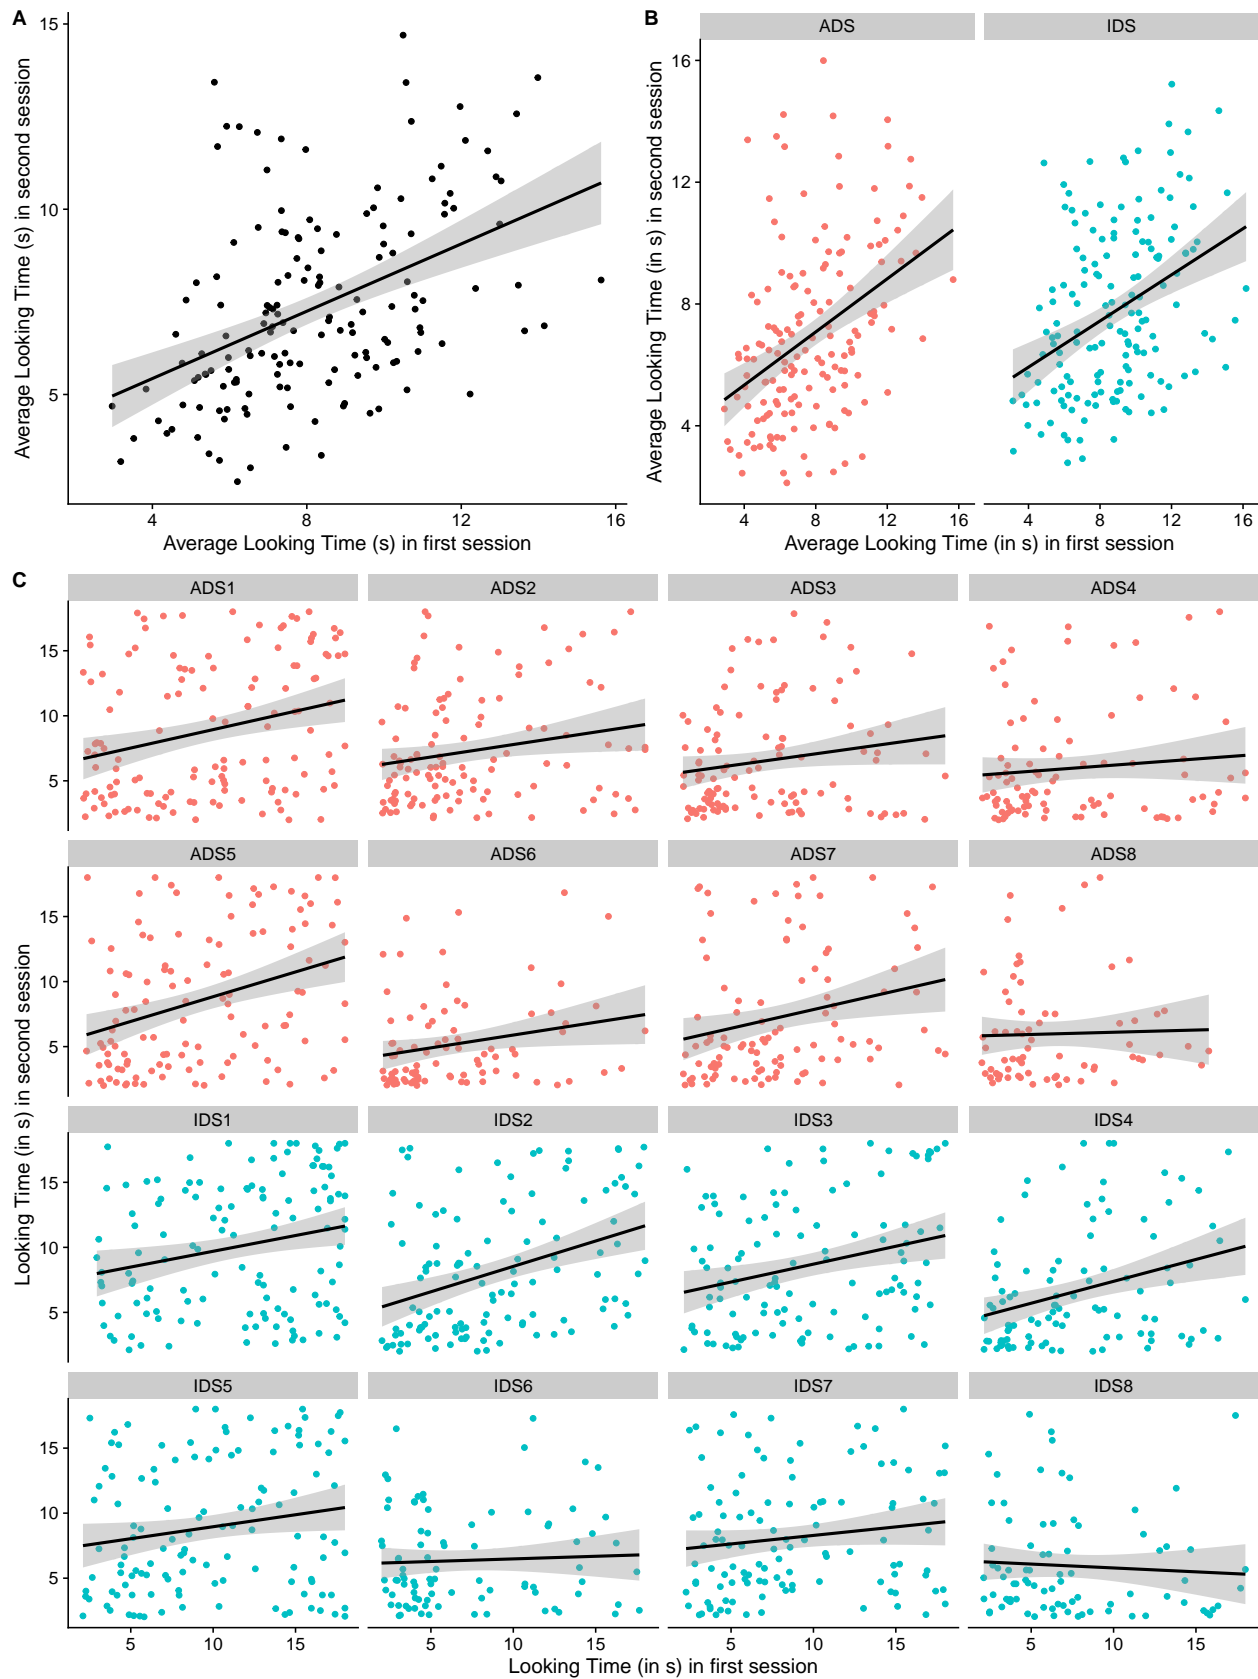 A
15
10
5
4 8 12 16
Average Looking Time (s) in first session
Average Looking Time (s) in second session
B
ADS IDS
16
12
8
4
4 8 12 16 4 8 12 16
Average Looking Time (in s) in first session
Average Looking Time (in s) in second session
C
ADS1 ADS2 ADS3 ADS4
15
10
5
ADS5 ADS6 ADS7 ADS8
15
10
5
IDS1 IDS2 IDS3 IDS4
15
10
5
IDS5 IDS6 IDS7 IDS8
15
10
5
5 10 15 5 10 15 5 10 15 5 10 15
Looking Time (in s) in first session
Looking Time (in s) in second session